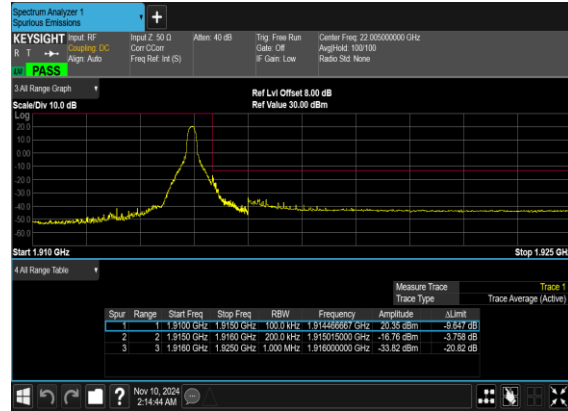 Spectrum Analyzer 1
Spurious Emissions
+
KEYSIGHT Input: RF Input Z: 50 Ω Atten: 40 dB Trig: Free Run Center Freq: 22.005000000 GHz
R T Coupling: DC Corr CCorr Gate: Off Avg|Hold: 100/100
Align: Auto Freq Ref: Int (S) IF Gain: Low Radio Std: None
PASS
3 All Range Graph
Ref Lvl Offset 8.00 dB
Scale/Div 10.0 dB Ref Value 30.00 dBm
Log
20.0
10.0
0.00
-10.0
-20.0
-30.0
-40.0
-50.0
-60.0
Start 1.910 GHz Stop 1.925 GHz
4 All Range Table
Measure Trace Trace 1
Trace Type Trace Average (Active)
Spur Range Start Freq Stop Freq RBW Frequency Amplitude ΔLimit
1 1 1.9100 GHz 1.9150 GHz 100.0 kHz 1.914466667 GHz 20.35 dBm -9.647 dB
2 2 1.9150 GHz 1.9160 GHz 200.0 kHz 1.915015000 GHz -16.76 dBm -3.758 dB
3 3 1.9160 GHz 1.9250 GHz 1.000 MHz 1.916000000 GHz -33.82 dBm -20.82 dB
? Nov 10, 2024
2:14:44 AM